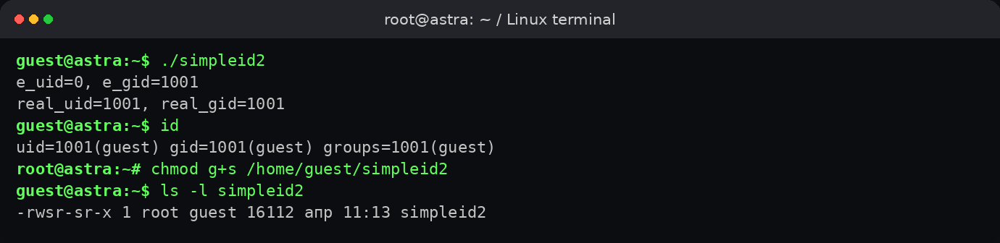 root@astra: ~ / Linux terminal
guest@astra:~$ ./simpleid2
e_uid=0, e_gid=1001
real_uid=1001, real_gid=1001
guest@astra:~$ id
uid=1001(guest) gid=1001(guest) groups=1001(guest)
root@astra:~# chmod g+s /home/guest/simpleid2
guest@astra:~$ ls -l simpleid2
-rwsr-sr-x 1 root guest 16112 апр 11:13 simpleid2